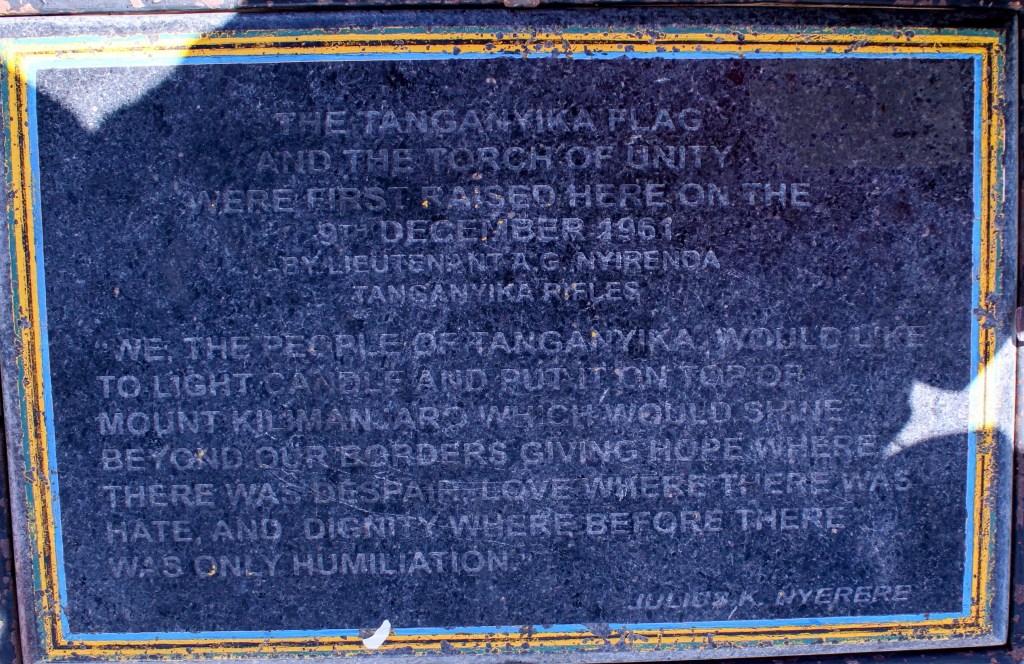 THE TANGANYIKA FLAG
AND THE TORCH OF UNITY
WERE FIRST RAISED HERE ON THE
9TH DECEMBER 1961
BY LIEUTENANT A.G. NYIRENDA
TANGANYIKA RIFLES
"WE, THE PEOPLE OF TANGANYIKA, WOULD LIKE
TO LIGHT CANDLE AND PUT IT ON TOP OF
MOUNT KILIMANJARO WHICH WOULD SHINE
BEYOND OUR BORDERS GIVING HOPE WHERE
THERE WAS DESPAIR, LOVE WHERE THERE WAS
HATE, AND DIGNITY WHERE BEFORE THERE
WAS ONLY HUMILIATION."
JULIUS K. NYERERE